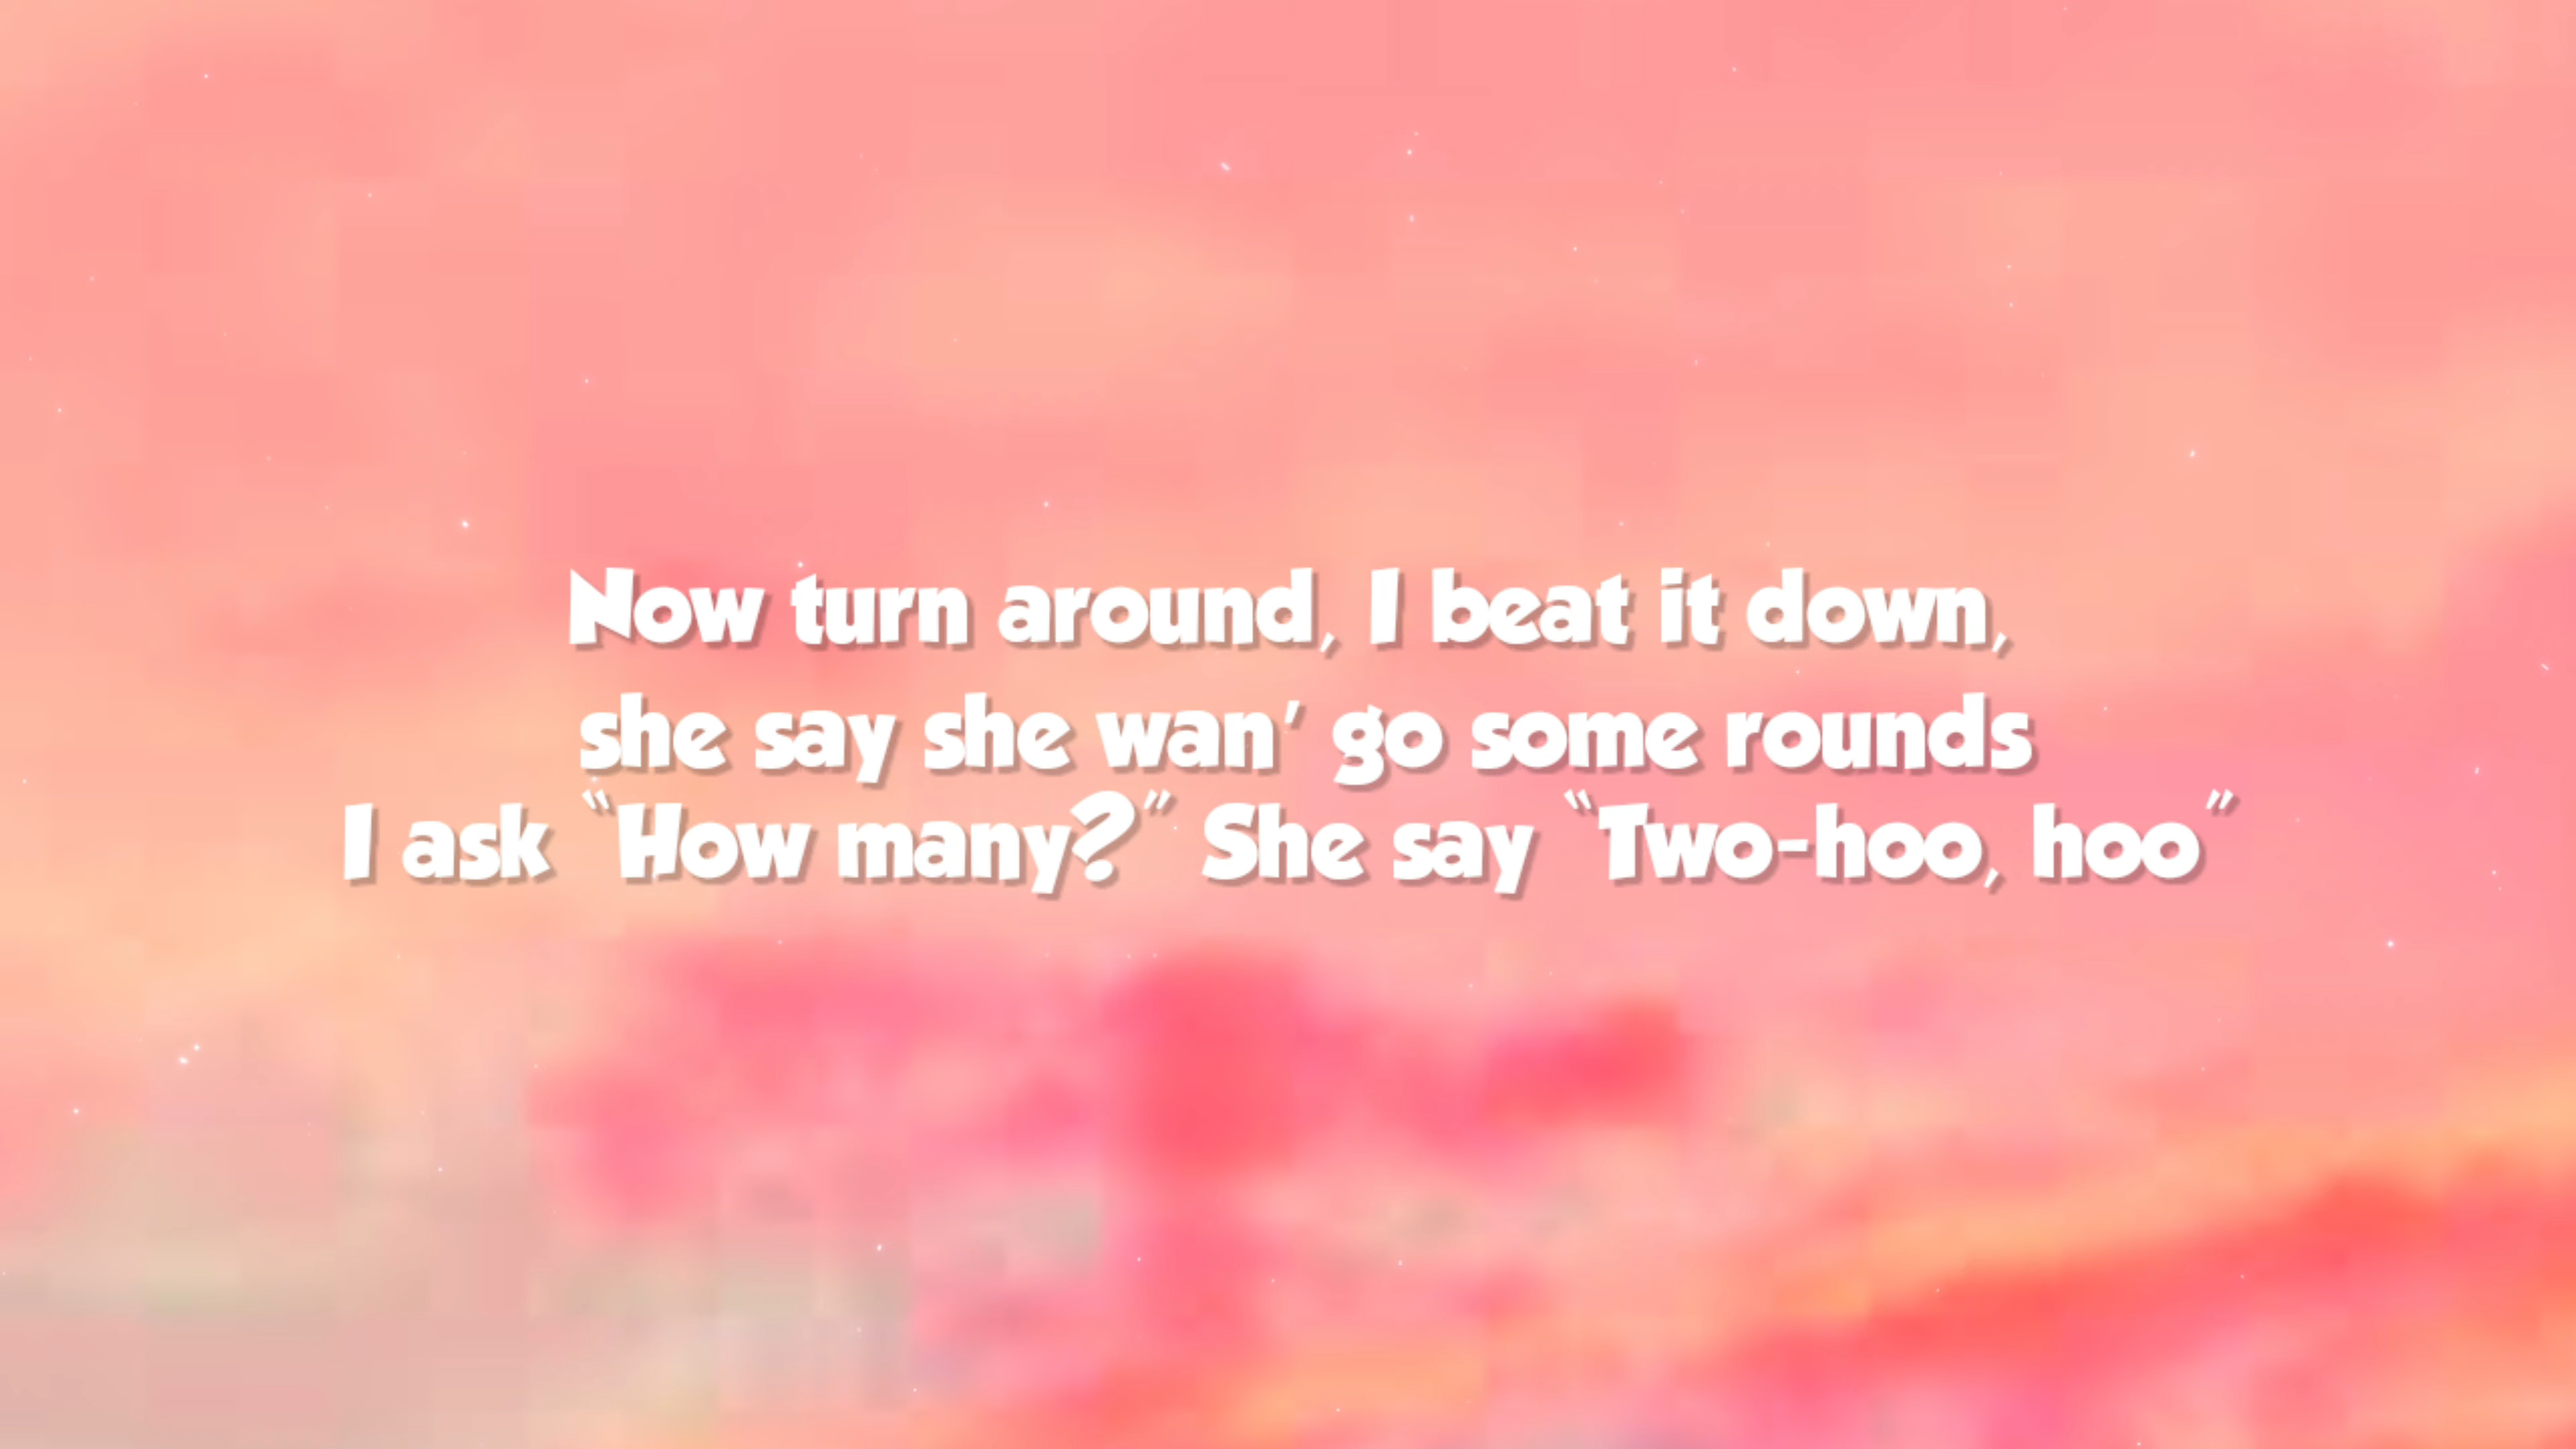 Now turn around, I beat it down,
she say she wan' go some rounds
I ask "How many?" She say "Two-hoo, hoo"